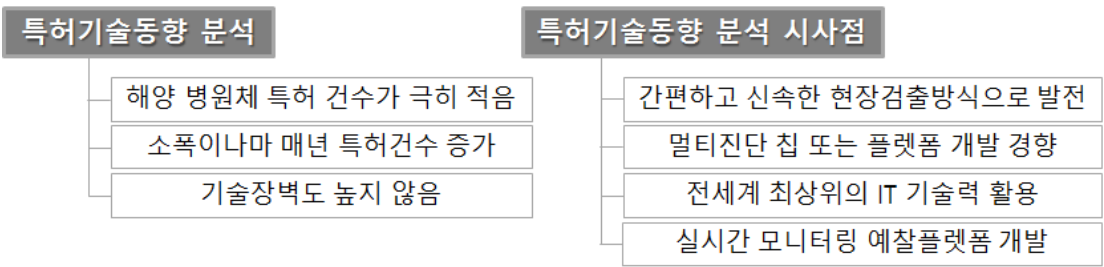 특허기술동향 분석
해양 병원체 특허 건수가 극히 적음
소폭이나마 매년 특허건수 증가
기술장벽도 높지 않음
특허기술동향 분석 시사점
간편하고 신속한 현장검출방식으로 발전
멀티진단 칩 또는 플렛폼 개발 경향
전세계 최상위의 IT 기술력 활용
실시간 모니터링 예찰플렛폼 개발